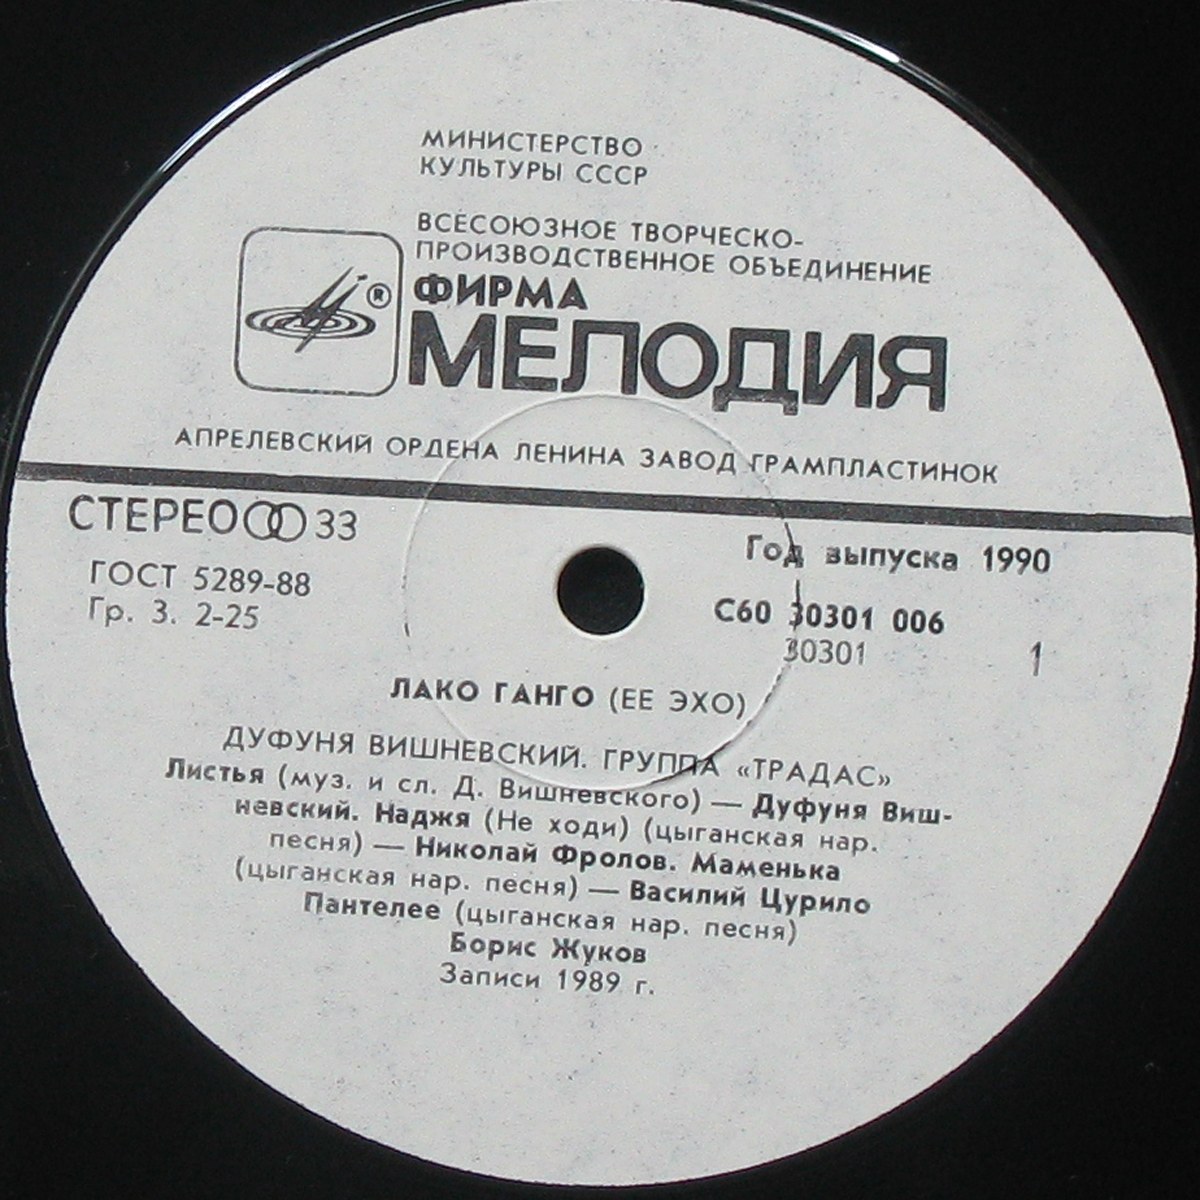 МИНИСТЕРСТВО
КУЛЬТУРЫ СССР
ВСЕСОЮЗНОЕ ТВОРЧЕСКО-
ПРОИЗВОДСТВЕННОЕ ОБЪЕДИНЕНИЕ
ФИРМА
®
МЕЛОДИЯ
АПРЕЛЕВСКИЙ ОРДЕНА ЛЕНИНА ЗАВОД ГРАМПЛАСТИНОК
СТЕРЕО 33
Год выпуска 1990
ГОСТ 5289-88
Гр. 3. 2-25
С60 30301 006
30301
1
ЛАКО ГАНГО (ЕЕ ЭХО)
ДУФУНЯ ВИШНЕВСКИЙ. ГРУППА «ТРАДАС»
Листья (муз. и сл. Д. Вишневского) — Дуфуня Виш-
невский. Наджя (Не ходи) (цыганская нар.
песня) — Николай Фролов. Маменька
(цыганская нар. песня) — Василий Цурило
Пантелее (цыганская нар. песня)
Борис Жуков
Записи 1989 г.